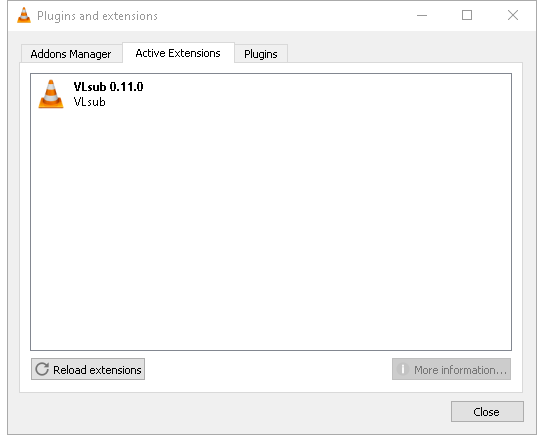 Plugins and extensions
Addons Manager
Active Extensions
Plugins
VLsub 0.11.0
VLsub
Reload extensions
More information...
Close